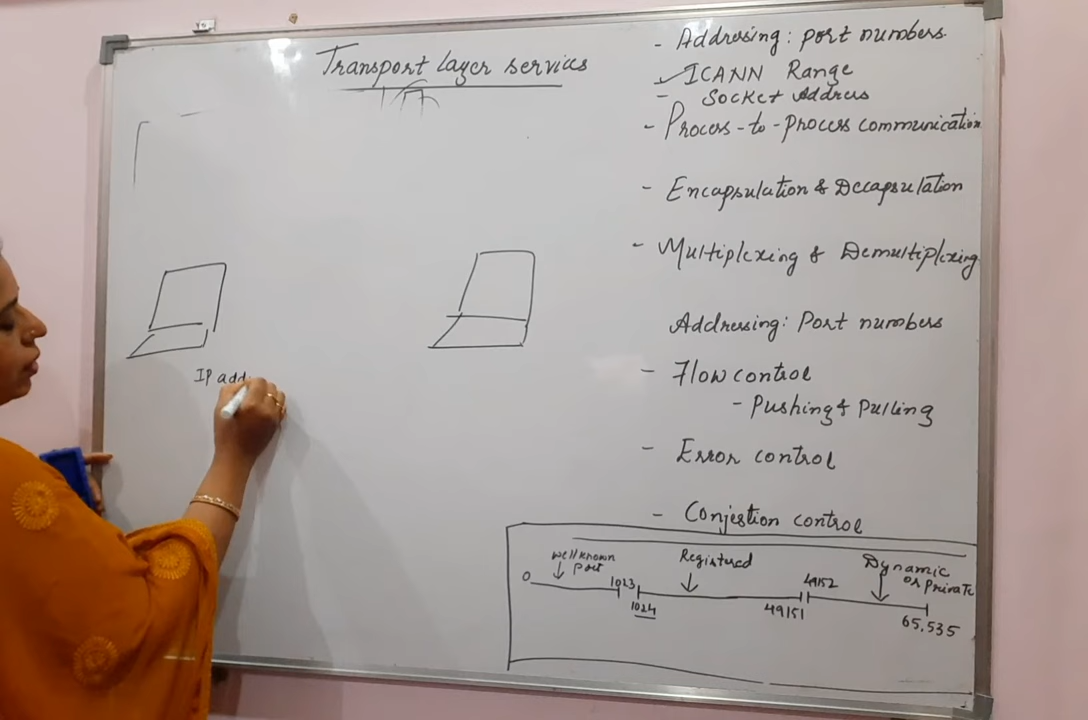 Transport layer services
- Addressing: port numbers.
- ICANN Range
- Socket Address
- Process-to-Process communication
- Encapsulation & Decapsulation
- Multiplexing & Demultiplexing
Addressing: Port numbers
- Flow control
- Pushing & Pulling
- Error control
- Conjestion control
IP add
well known
port
Registered
Dynamic
or Private
0
1023
1024
49151
49152
65,535